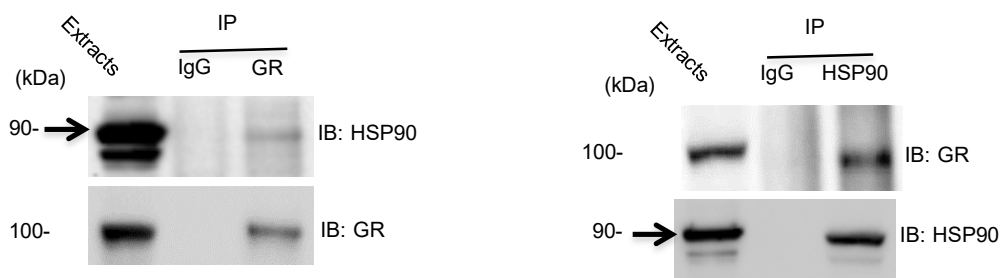 Extracts
IP
IgG GR
(kDa)
90-
IB: HSP90
100-
IB: GR
Extracts
IP
IgG HSP90
(kDa)
100-
IB: GR
90-
IB: HSP90